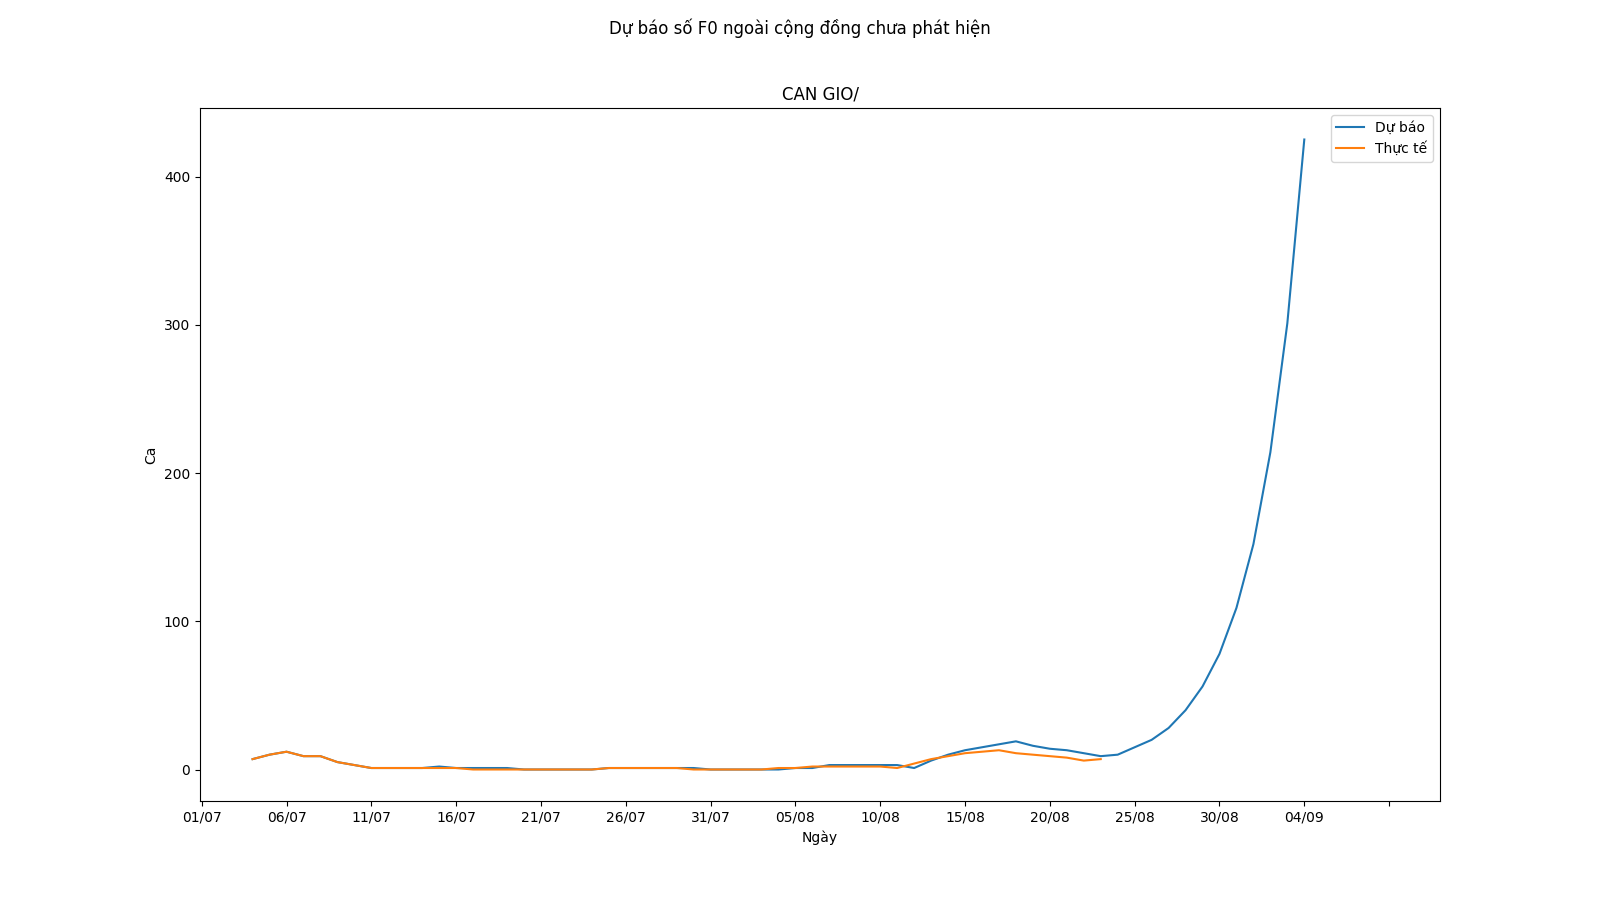 Dự báo số F0 ngoài cộng đồng chưa phát hiện
CAN GIO/
Dự báo
Thực tế
400
300
200
100
0
Ca
01/07 06/07 11/07 16/07 21/07 26/07 31/07 05/08 10/08 15/08 20/08 25/08 30/08 04/09
Ngày